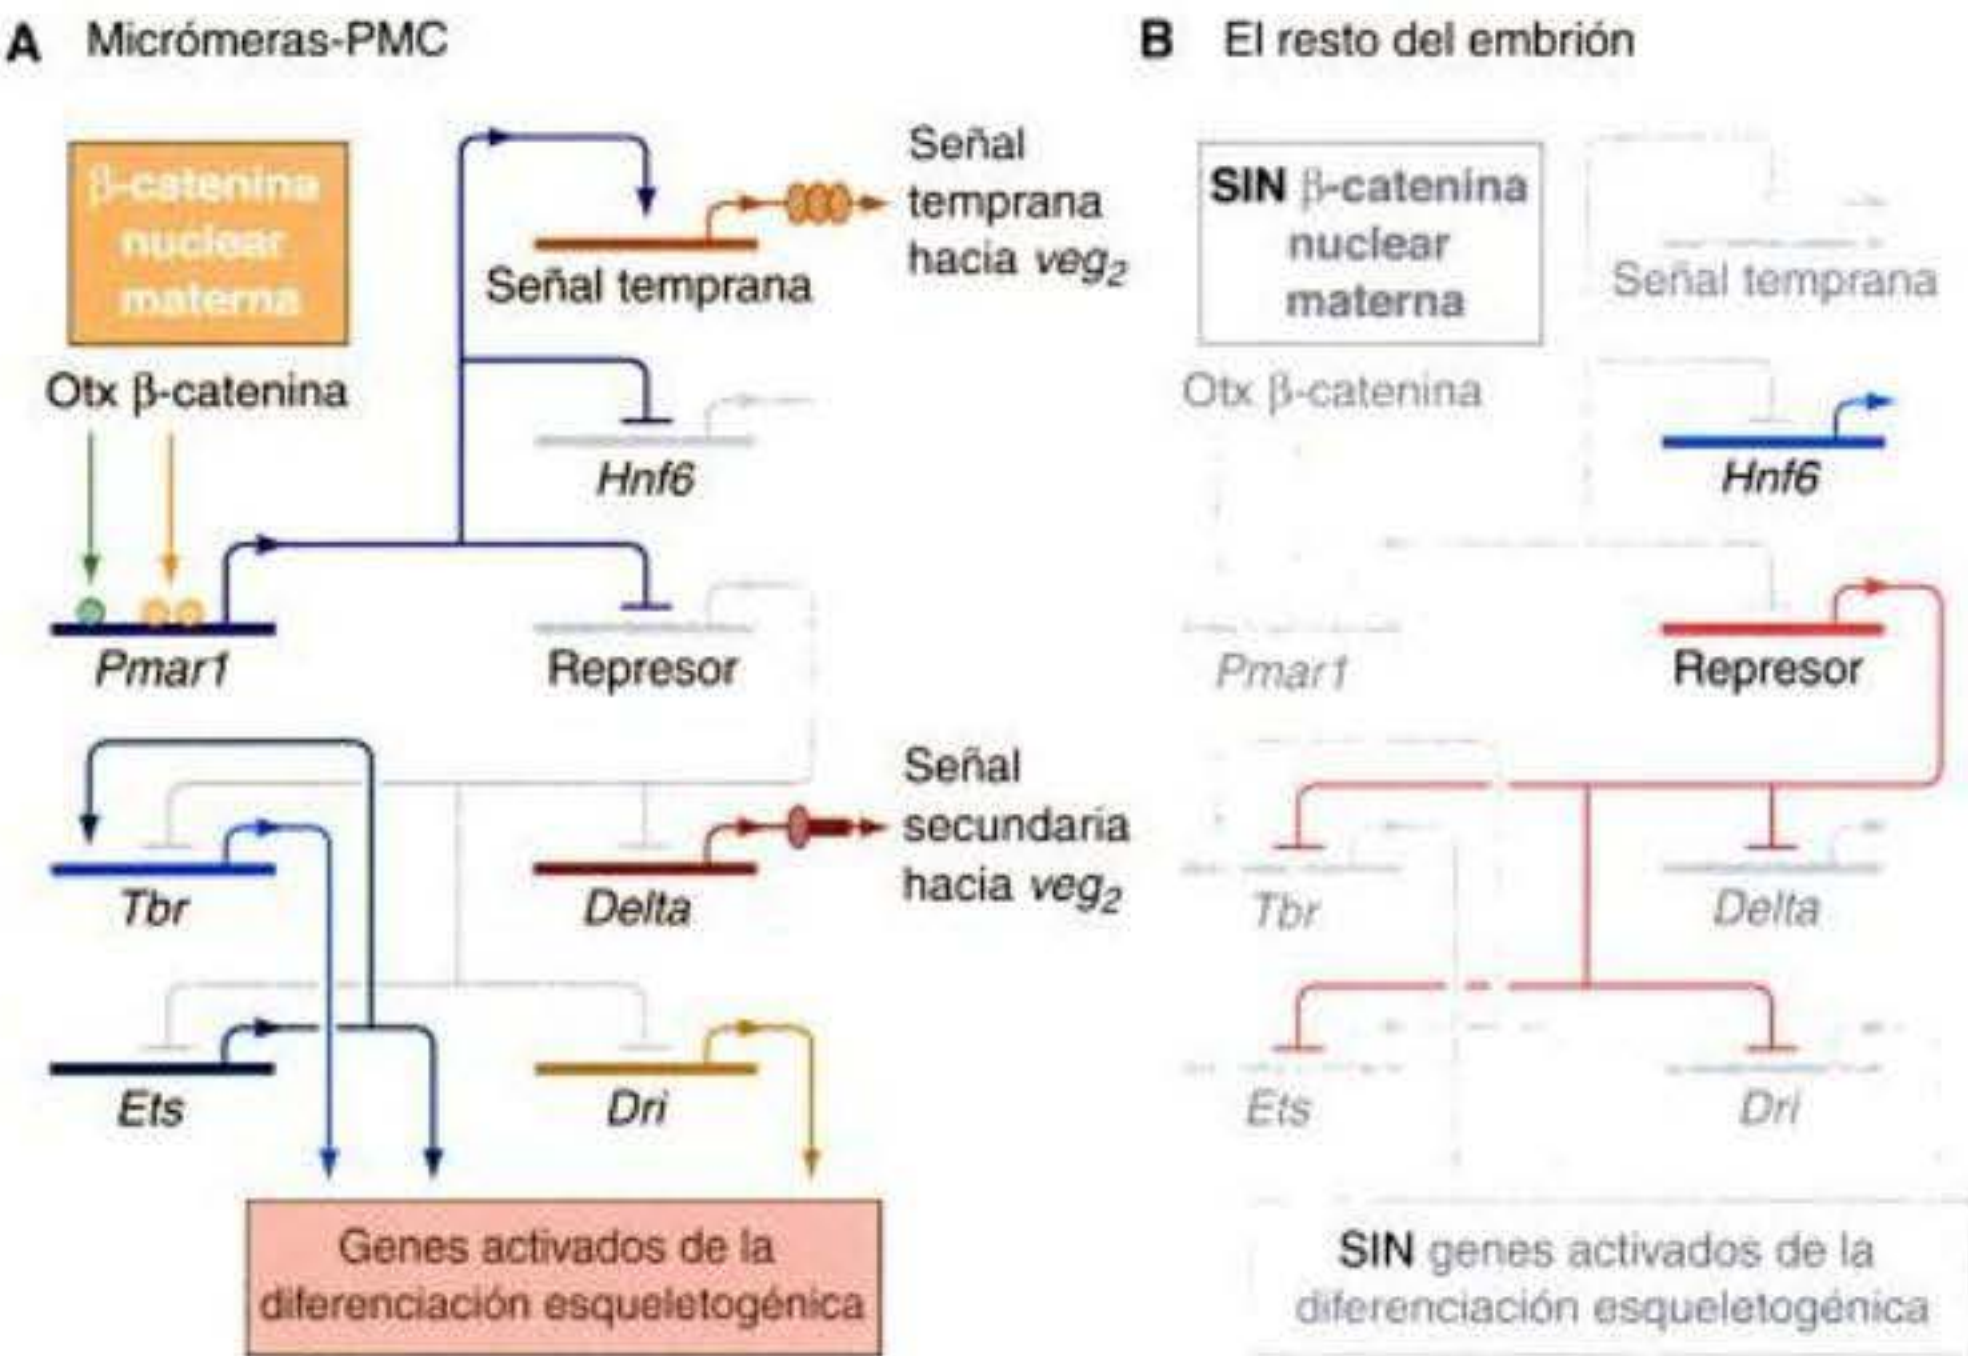 A Micrómeras-PMC
β-catenina
nuclear
materna
Otx β-catenina
Señal
temprana
hacia veg2
Señal temprana
Hnf6
Pmar1
Represor
Señal
secundaria
hacia veg2
Tbr
Delta
Ets
Dri
Genes activados de la
diferenciación esqueletogénica
B El resto del embrión
SIN β-catenina
nuclear
materna
Señal temprana
Otx β-catenina
Hnf6
Pmar1
Represor
Tbr
Delta
Ets
Dri
SIN genes activados de la
diferenciación esqueletogénica